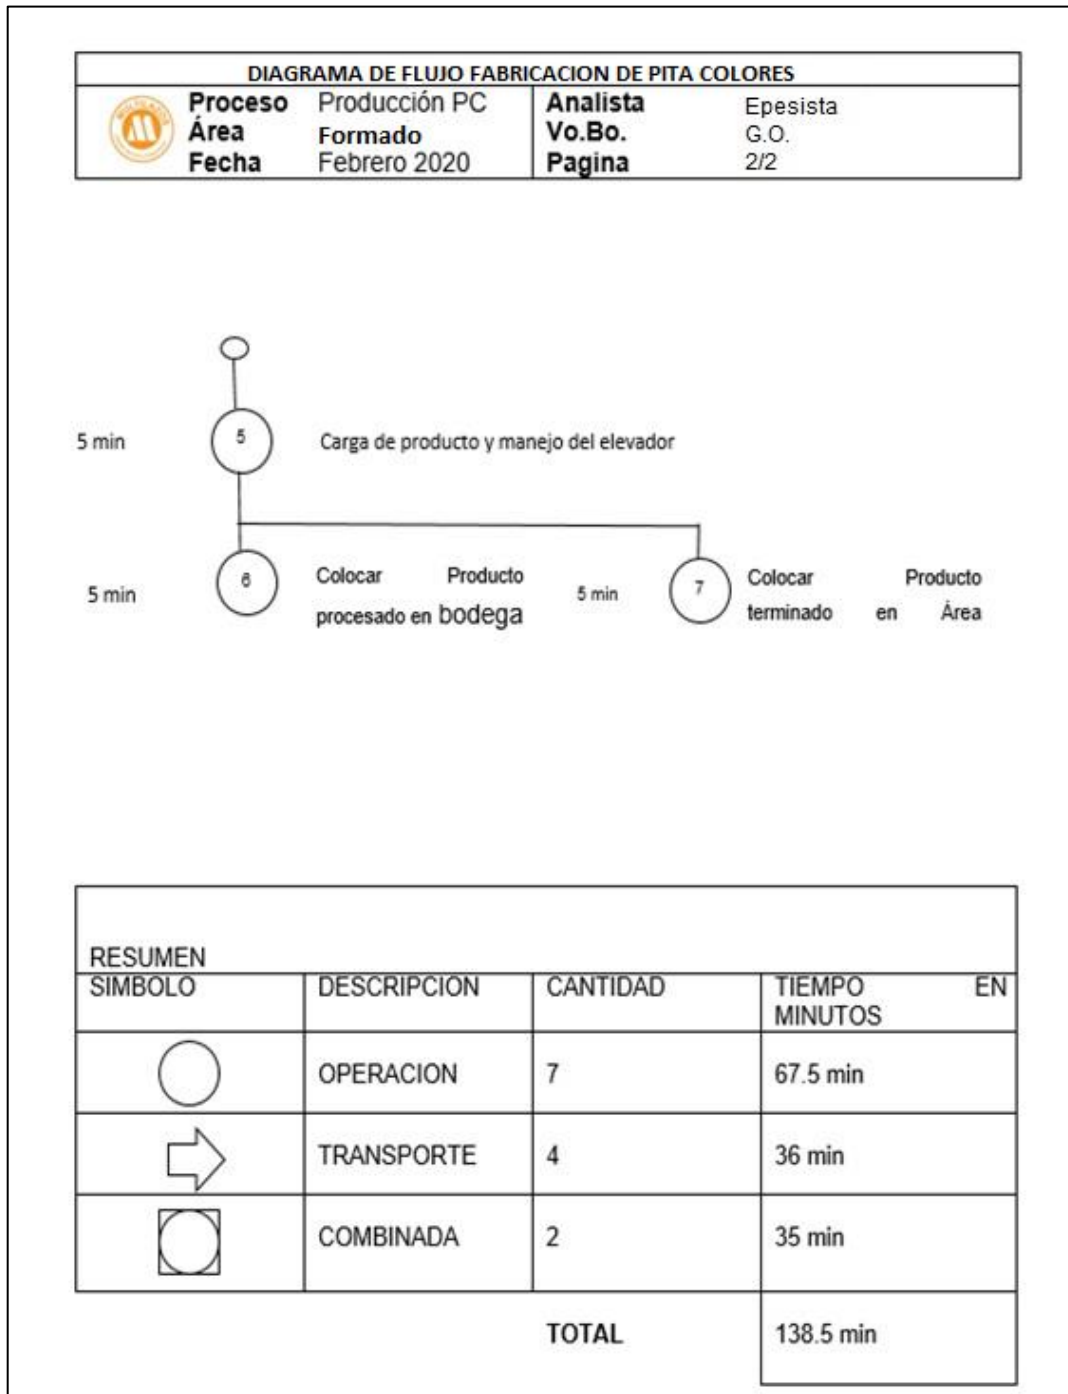 DIAGRAMA DE FLUJO FABRICACION DE PITA COLORES
Proceso Producción PC Analista Epesista
Área Formado Vo.Bo. G.O.
Fecha Febrero 2020 Pagina 2/2
5 min 5 Carga de producto y manejo del elevador
5 min 6 Colocar Producto
procesado en bodega
5 min 7 Colocar Producto
terminado en Área
RESUMEN
SIMBOLO DESCRIPCION CANTIDAD TIEMPO EN
MINUTOS
OPERACION 7 67.5 min
TRANSPORTE 4 36 min
COMBINADA 2 35 min
TOTAL 138.5 min